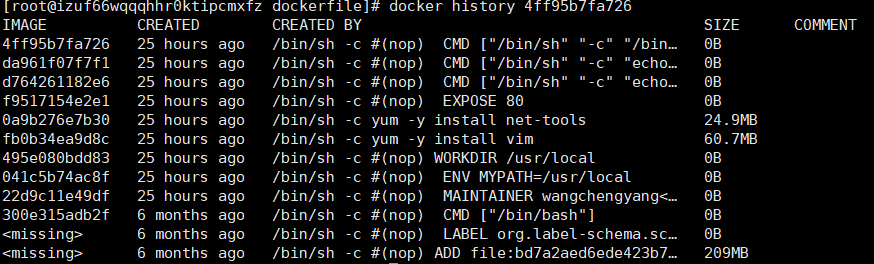 [root@izuf66wqqqhhr0ktipcmxfz dockerfile]# docker history 4ff95b7fa726
IMAGE CREATED CREATED BY SIZE COMMENT
4ff95b7fa726 25 hours ago /bin/sh -c #(nop) CMD ["/bin/sh" "-c" "/bin… 0B
da961f07f7f1 25 hours ago /bin/sh -c #(nop) CMD ["/bin/sh" "-c" "echo… 0B
d764261182e6 25 hours ago /bin/sh -c #(nop) CMD ["/bin/sh" "-c" "echo… 0B
f9517154e2e1 25 hours ago /bin/sh -c #(nop) EXPOSE 80 0B
0a9b276e7b30 25 hours ago /bin/sh -c yum -y install net-tools 24.9MB
fb0b34ea9d8c 25 hours ago /bin/sh -c yum -y install vim 60.7MB
495e080bdd83 25 hours ago /bin/sh -c #(nop) WORKDIR /usr/local 0B
041c5b74ac8f 25 hours ago /bin/sh -c #(nop) ENV MYPATH=/usr/local 0B
22d9c11e49df 25 hours ago /bin/sh -c #(nop) MAINTAINER wangchengyang<… 0B
300e315adb2f 6 months ago /bin/sh -c #(nop) CMD ["/bin/bash"] 0B
<missing> 6 months ago /bin/sh -c #(nop) LABEL org.label-schema.sc… 0B
<missing> 6 months ago /bin/sh -c #(nop) ADD file:bd7a2aed6ede423b7… 209MB